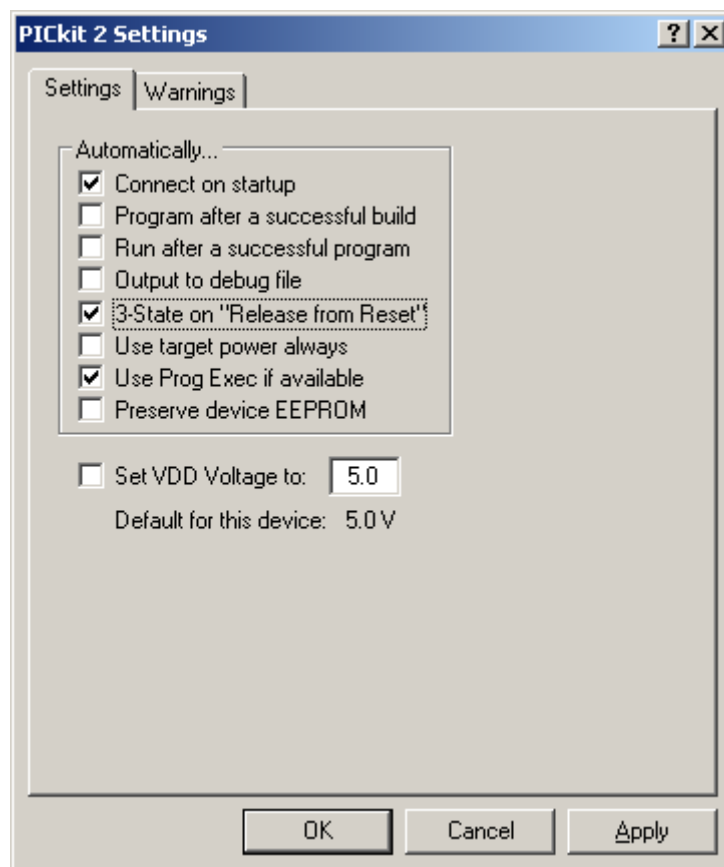 PICkit 2 Settings
Settings
Warnings
Automatically...
Connect on startup
Program after a successful build
Run after a successful program
Output to debug file
3-State on "Release from Reset"
Use target power always
Use Prog Exec if available
Preserve device EEPROM
Set VDD Voltage to: 5.0
Default for this device: 5.0 V
OK
Cancel
Apply